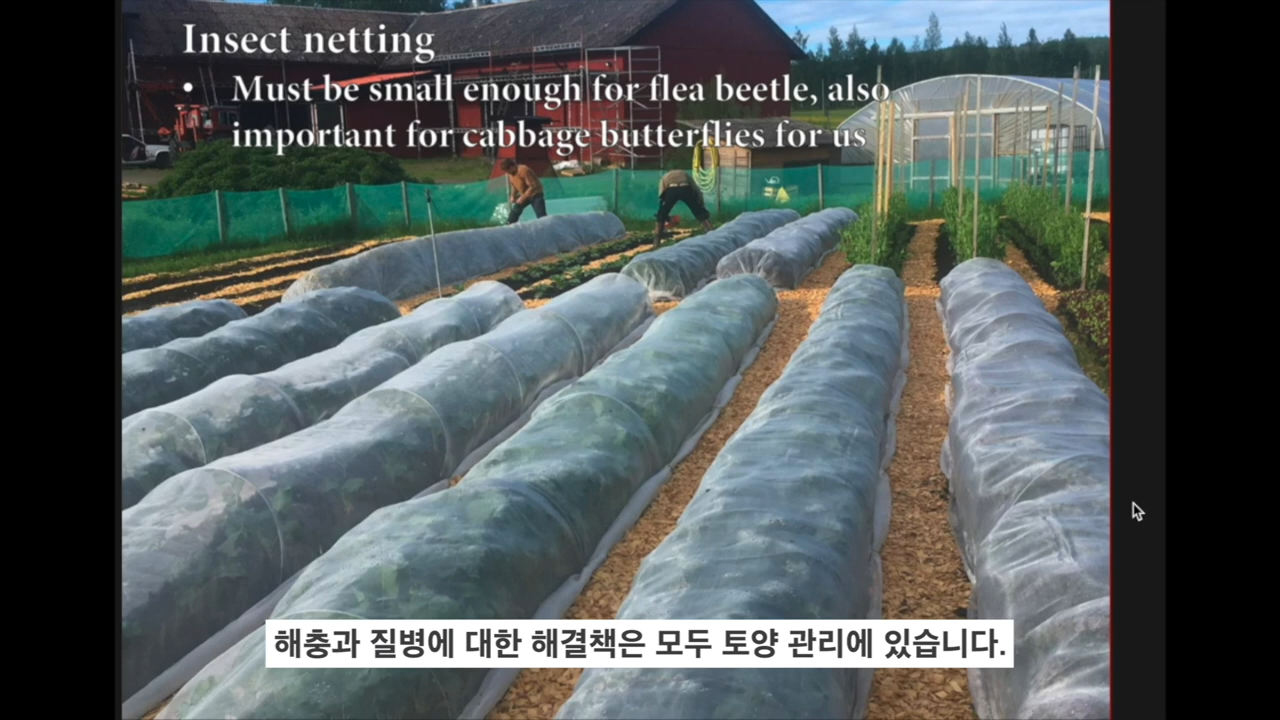 Insect netting
• Must be small enough for flea beetle, also
important for cabbage butterflies for us
해충과 질병에 대한 해결책은 모두 토양 관리에 있습니다.